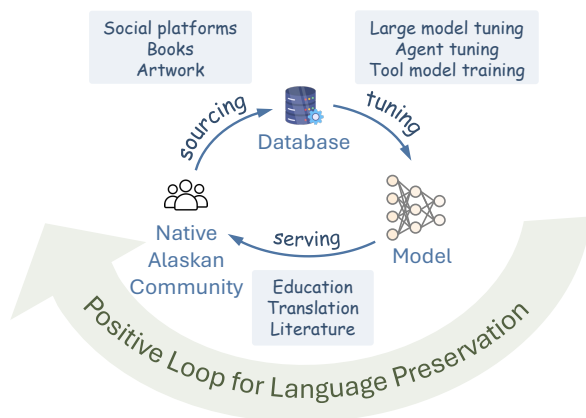 Social platforms
Books
Artwork
Large model tuning
Agent tuning
Tool model training
sourcing
tuning
Database
Native
Alaskan
Community
serving
Model
Education
Translation
Literature
Positive Loop for Language Preservation